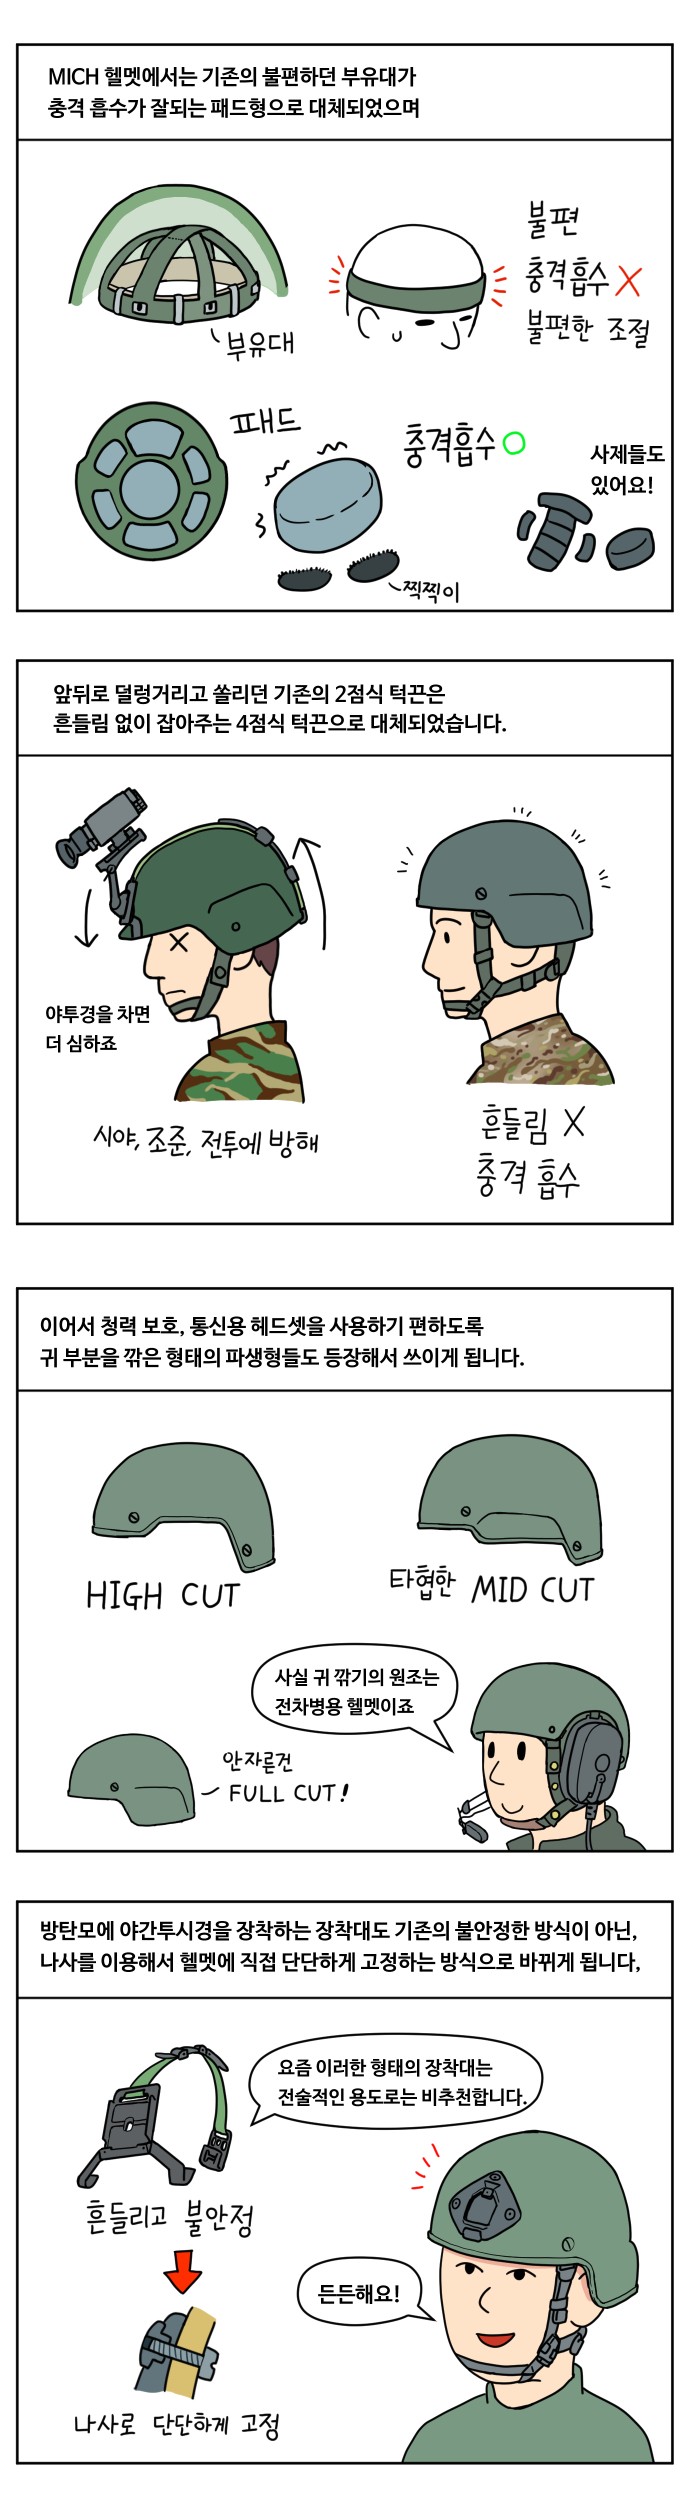 MICH 헬멧에서는 기존의 불편하던 부유대가
충격 흡수가 잘되는 패드형으로 대체되었으며
불편
충격흡수 X
불편한 조절
부유대
패드
충격흡수 O
사제들도
있어요!
찍찍이
앞뒤로 덜렁거리고 쏠리던 기존의 2점식 턱끈은
흔들림 없이 잡아주는 4점식 턱끈으로 대체되었습니다.
야투경을 차면
더 심하죠
시야, 조준, 전투에 방해
흔들림 X
충격 흡수
이어서 청력 보호, 통신용 헤드셋을 사용하기 편하도록
귀 부분을 깎은 형태의 파생형들도 등장해서 쓰이게 됩니다.
HIGH CUT
타협한 MID CUT
사실 귀 깎기의 원조는
전차병용 헬멧이죠
안자른건
FULL CUT!
방탄모에 야간투시경을 장착하는 장착대도 기존의 불안정한 방식이 아닌,
나사를 이용해서 헬멧에 직접 단단하게 고정하는 방식으로 바뀌게 됩니다,
요즘 이러한 형태의 장착대는
전술적인 용도로는 비추천합니다.
흔들리고 불안정
든든해요!
나사로 단단하게 고정